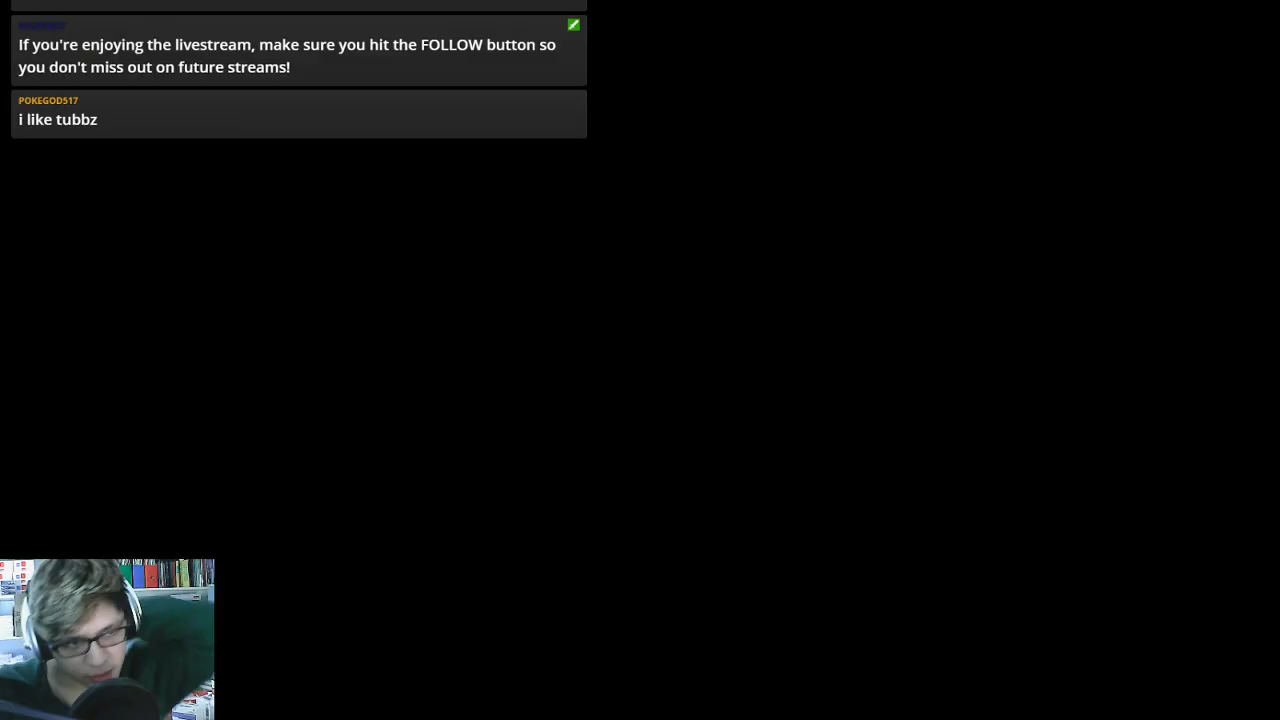 If you're enjoying the livestream, make sure you hit the FOLLOW button so
you don't miss out on future streams!
POKEGOD517
i like tubbz